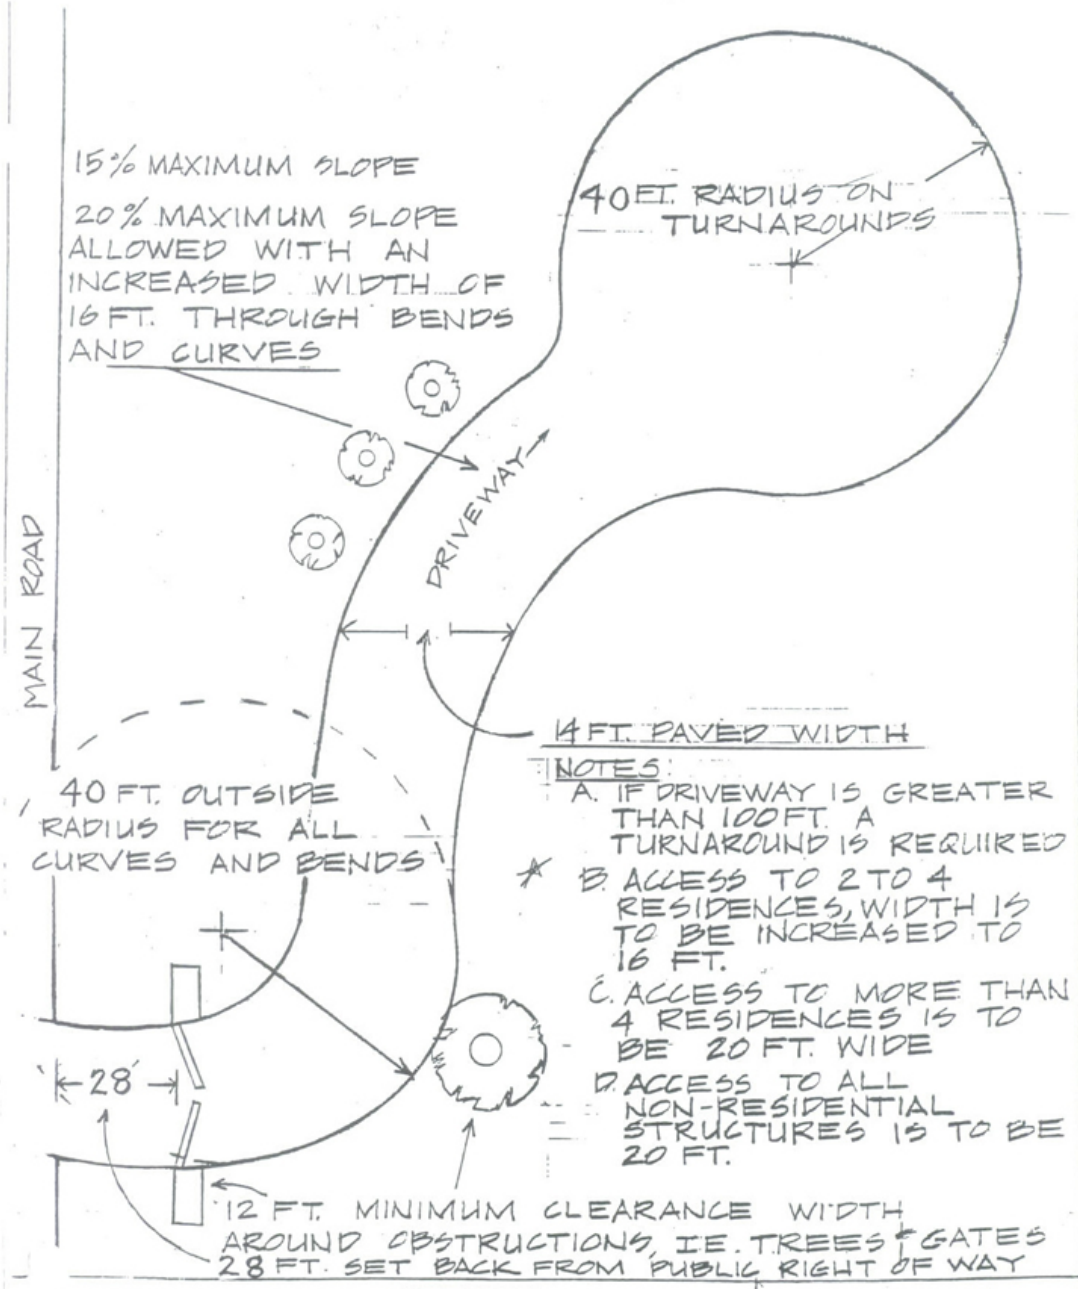 15% MAXIMUM SLOPE
20% MAXIMUM SLOPE
ALLOWED WITH AN
INCREASED WIDTH OF
16 FT. THROUGH BENDS
AND CURVES
40 FT. RADIUS ON
TURNAROUNDS
DRIVEWAY
MAIN ROAD
14 FT. PAVED WIDTH
40 FT. OUTSIDE
RADIUS FOR ALL
CURVES AND BENDS
NOTES:
A. IF DRIVEWAY IS GREATER
THAN 100 FT. A
TURNAROUND IS REQUIRED
B. ACCESS TO 2 TO 4
RESIDENCES, WIDTH IS
TO BE INCREASED TO
16 FT.
C. ACCESS TO MORE THAN
4 RESIDENCES IS TO
BE 20 FT. WIDE
D. ACCESS TO ALL
NON-RESIDENTIAL
STRUCTURES IS TO BE
20 FT.
28'
12 FT. MINIMUM CLEARANCE WIDTH
AROUND OBSTRUCTIONS, I.E. TREES & GATES
28 FT. SET BACK FROM PUBLIC RIGHT OF WAY